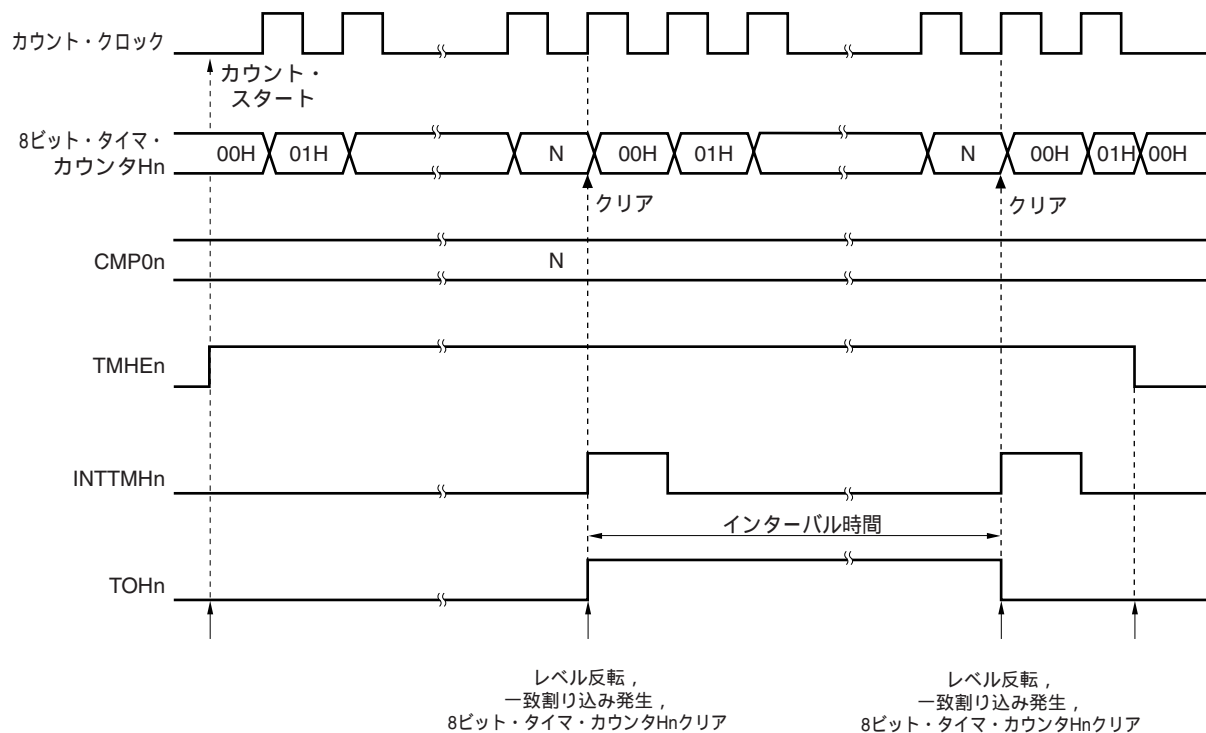 カウント・クロック
カウント・
スタート
8ビット・タイマ・
カウンタHn
00H
01H
N
00H
01H
N
00H
01H
00H
クリア
クリア
CMP0n
N
TMHEn
INTTMHn
インターバル時間
TOHn
レベル反転，
一致割り込み発生，
8ビット・タイマ・カウンタHnクリア
レベル反転，
一致割り込み発生，
8ビット・タイマ・カウンタHnクリア